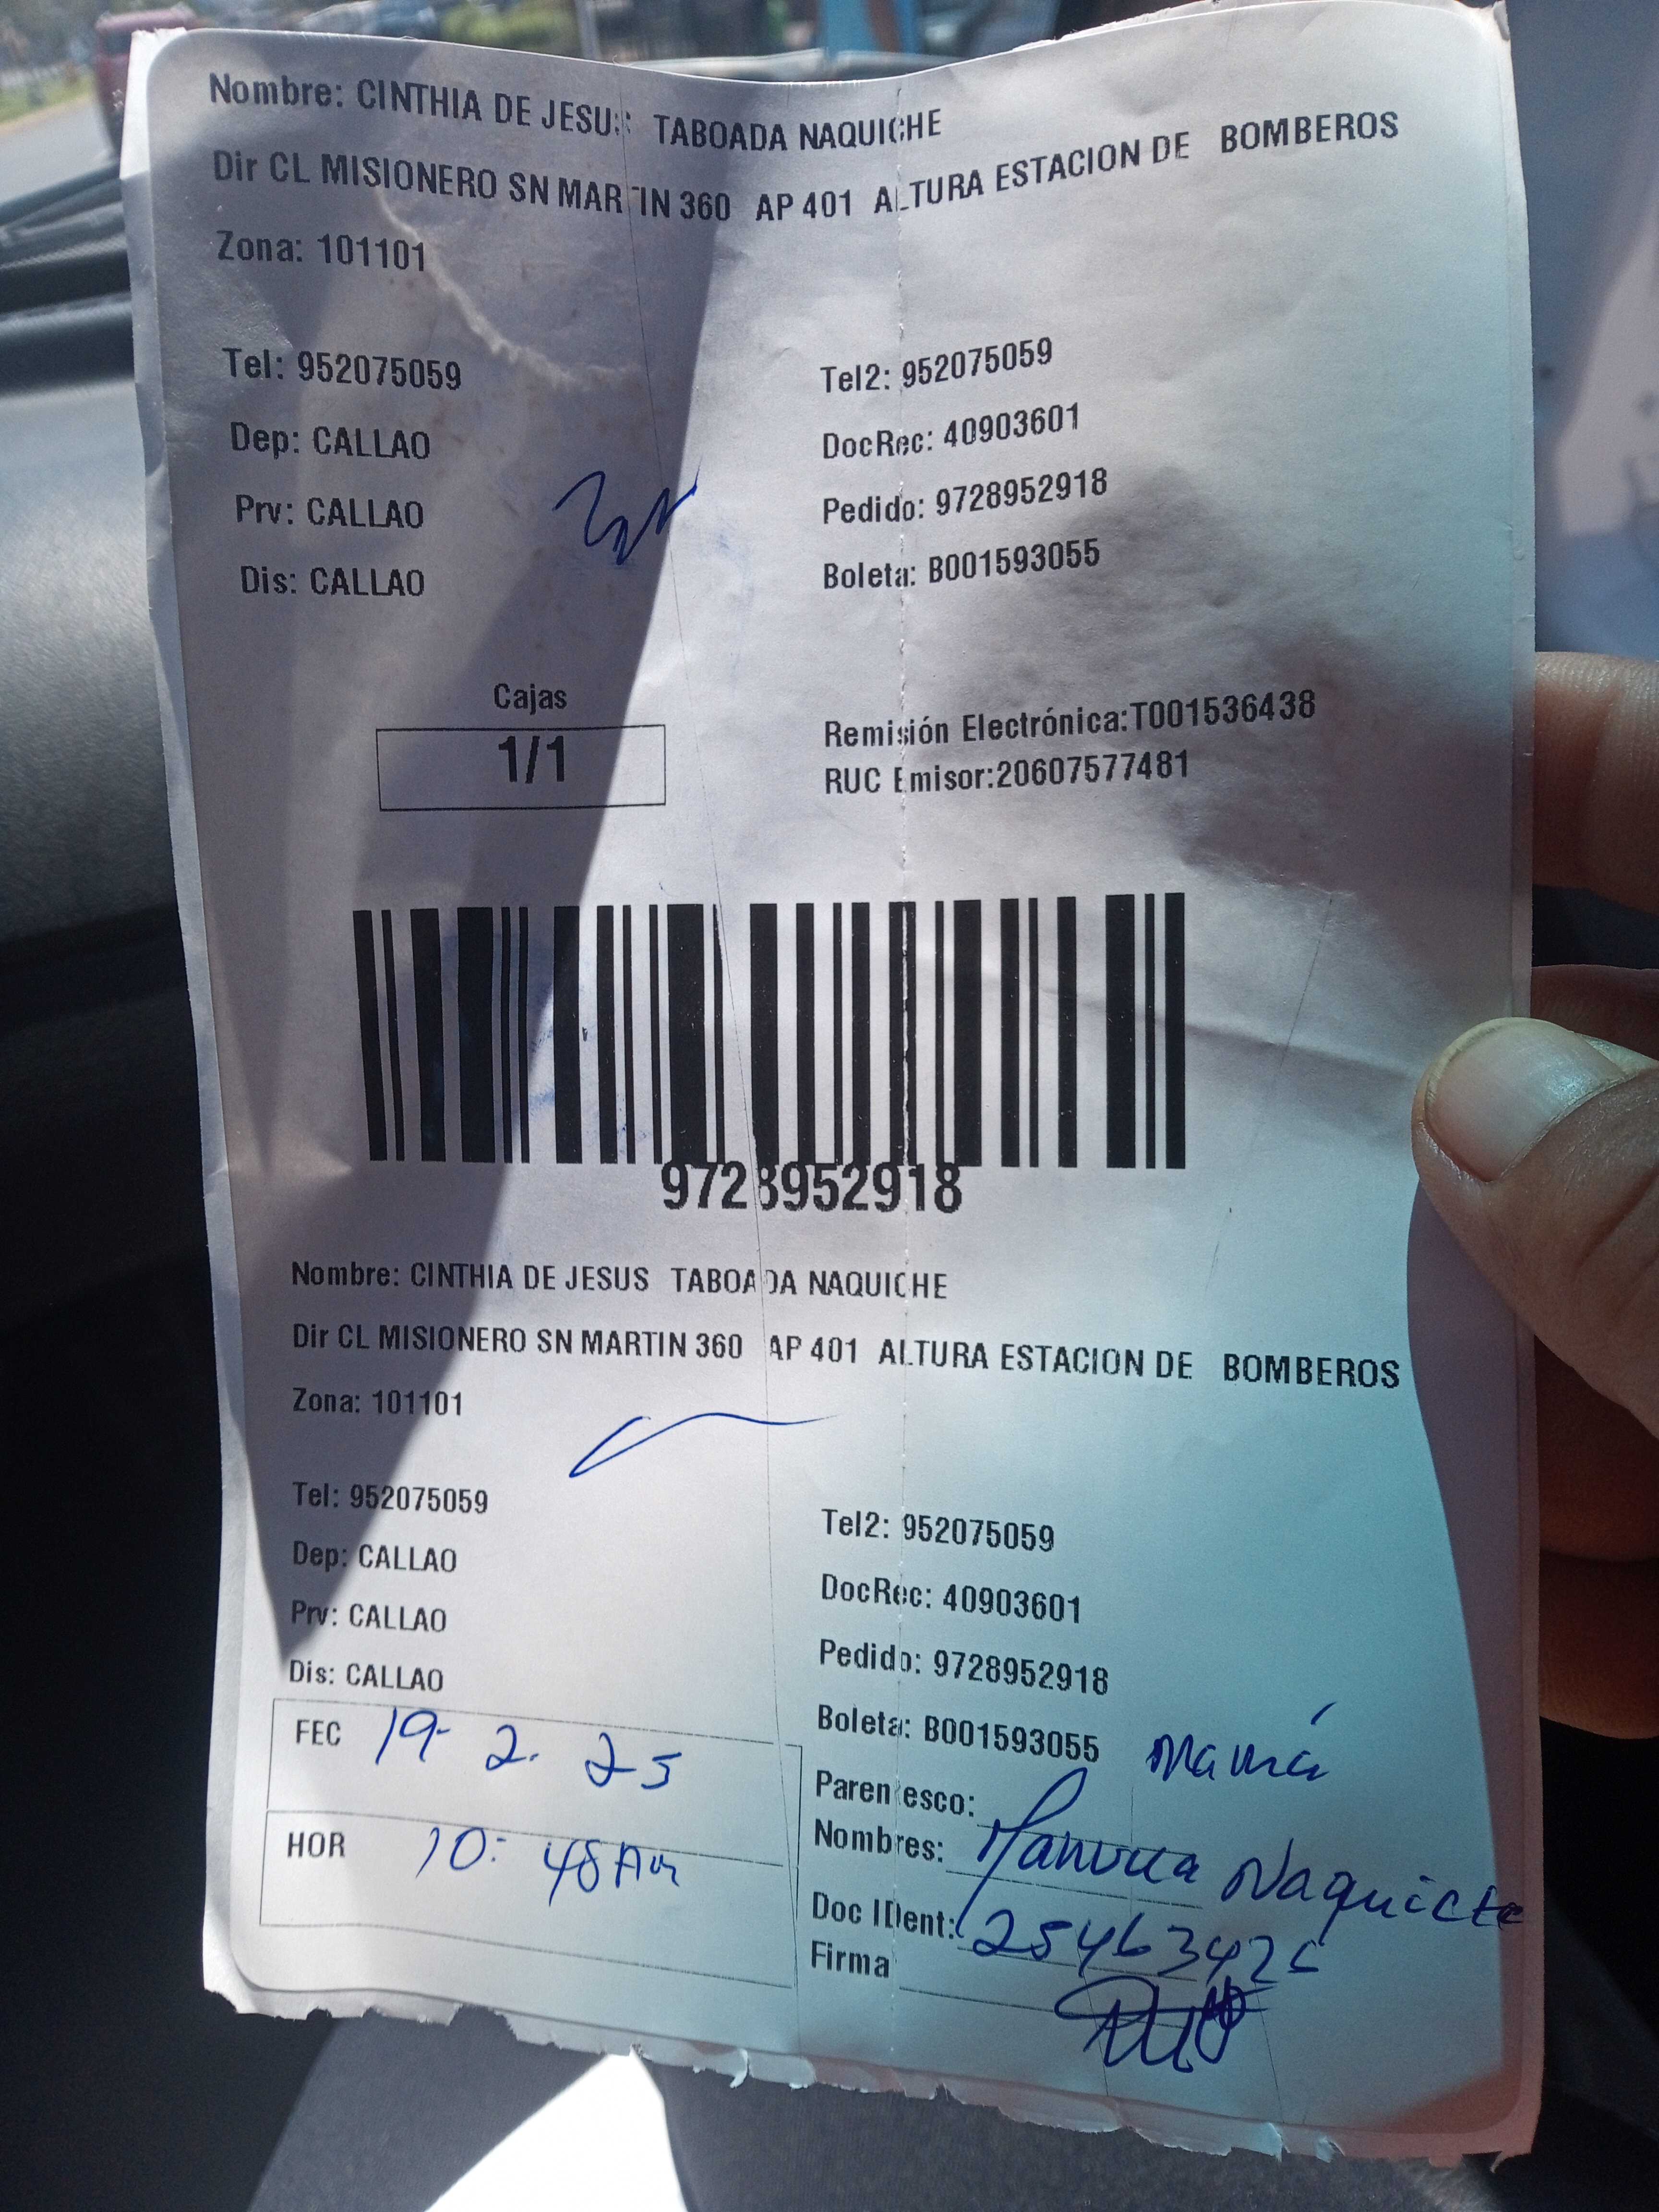 Nombre: CINTHIA DE JESUS TABOADA NAQUICHE
Dir CL MISIONERO SN MARTIN 360 AP 401 ALTURA ESTACION DE BOMBEROS
Zona: 101101
Tel: 952075059
Tel2: 952075059
Dep: CALLAO
DocRec: 40903601
Prv: CALLAO
Pedido: 9728952918
Dis: CALLAO
Boleta: B001593055
Cajas
1/1
Remisión Electrónica:T001536438
RUC Emisor:20607577481
9728952918
Nombre: CINTHIA DE JESUS TABOADA NAQUICHE
Dir CL MISIONERO SN MARTIN 360 AP 401 ALTURA ESTACION DE BOMBEROS
Zona: 101101
Tel: 952075059
Tel2: 952075059
Dep: CALLAO
DocRec: 40903601
Prv: CALLAO
Pedido: 9728952918
Dis: CALLAO
Boleta: B001593055
FEC 19- 2. 25
HOR 10: 48 Am
Parentesco: Mamá
Nombres: Manuela Naquiche
Doc IDent: 2546342
Firma